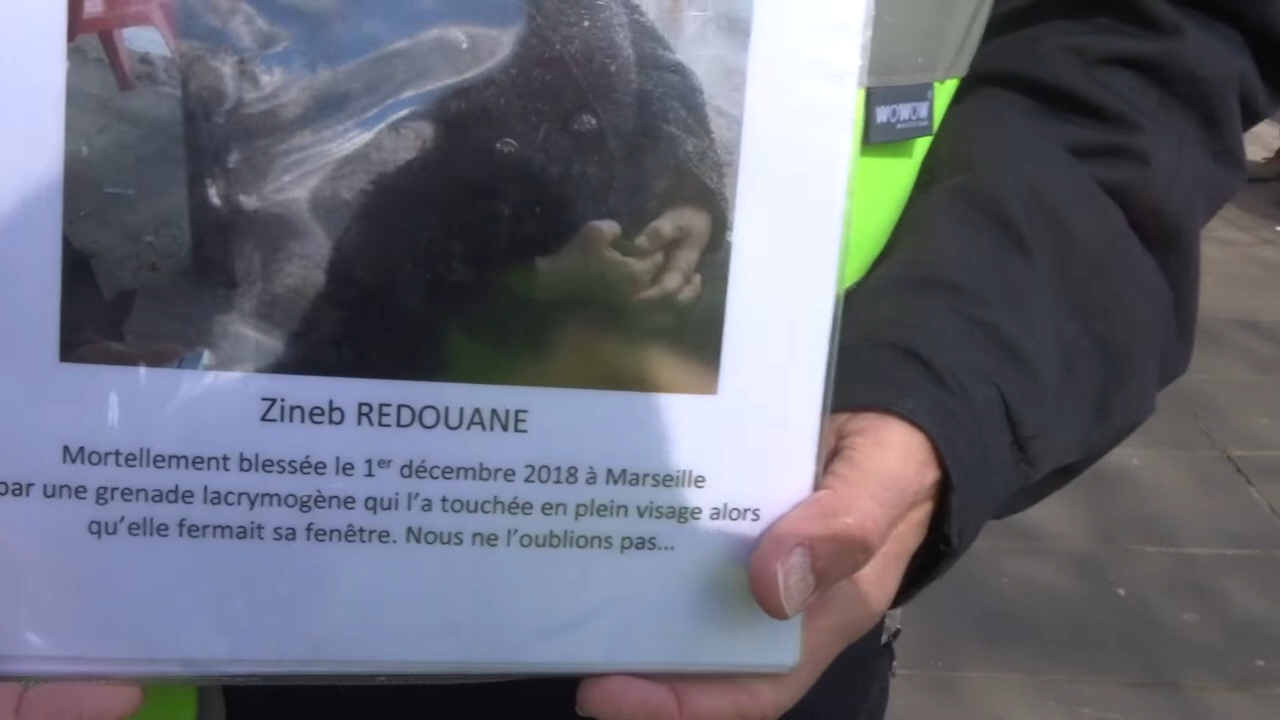 WOWOW
Zineb REDOUANE
Mortellement blessée le 1er décembre 2018 à Marseille
par une grenade lacrymogène qui l'a touchée en plein visage alors
qu'elle fermait sa fenêtre. Nous ne l'oublions pas...